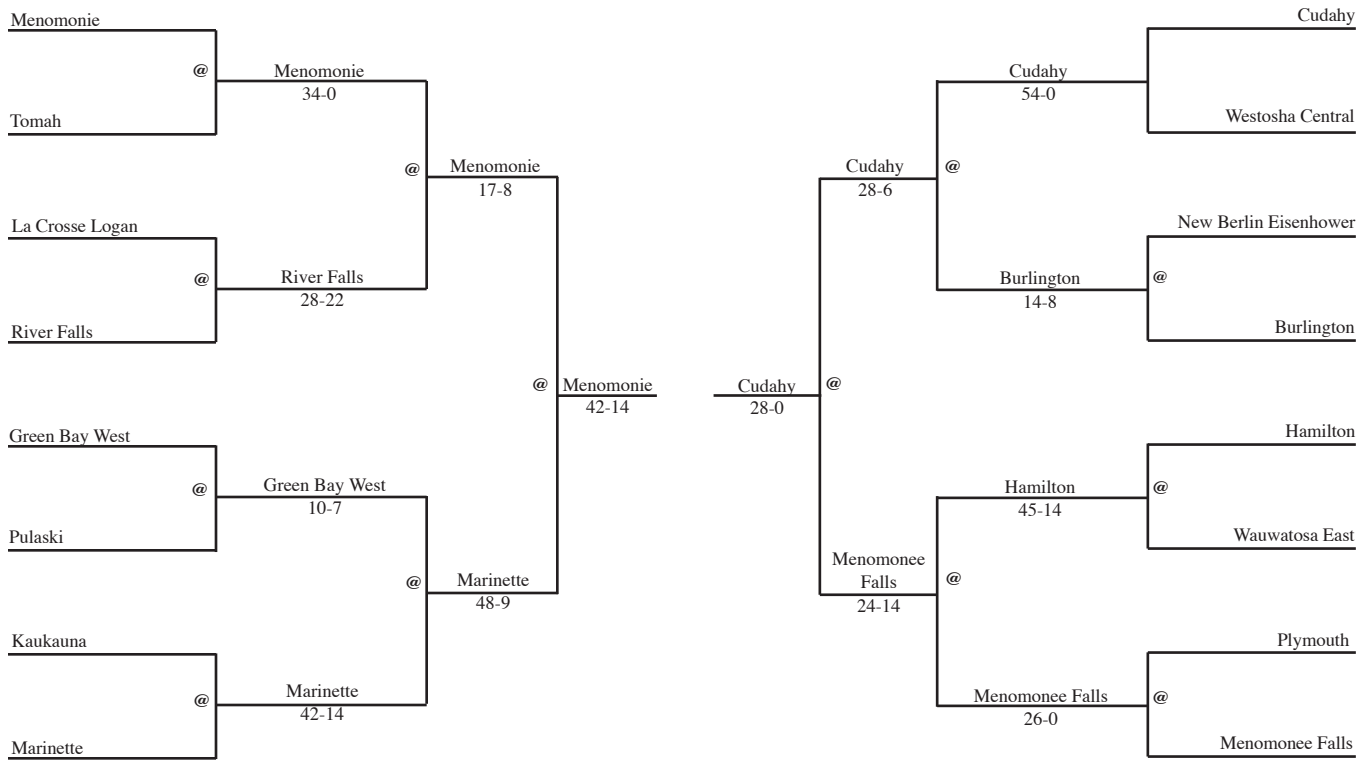 Menomonie
@
Menomonie
34-0
Tomah
@
Menomonie
17-8
La Crosse Logan
@
River Falls
28-22
River Falls
@
Menomonie
42-14
Green Bay West
@
Green Bay West
10-7
Pulaski
@
Marinette
48-9
Kaukauna
@
Marinette
42-14
Marinette
Cudahy
Cudahy
54-0
Westosha Central
Cudahy
28-6
@
New Berlin Eisenhower
Burlington
14-8
@
Burlington
Cudahy
28-0
@
Hamilton
Hamilton
45-14
@
Wauwatosa East
Menomonee
Falls
24-14
@
Plymouth
Menomonee Falls
26-0
@
Menomonee Falls